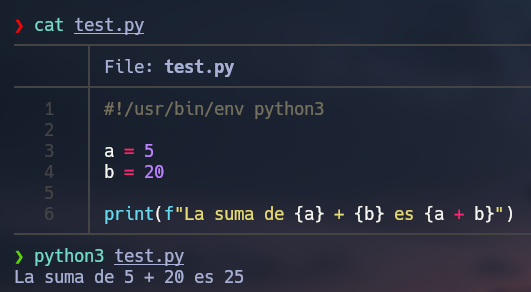 ❯ cat test.py
File: test.py
1 #!/usr/bin/env python3
2
3 a = 5
4 b = 20
5
6 print(f"La suma de {a} + {b} es {a + b}")
❯ python3 test.py
La suma de 5 + 20 es 25